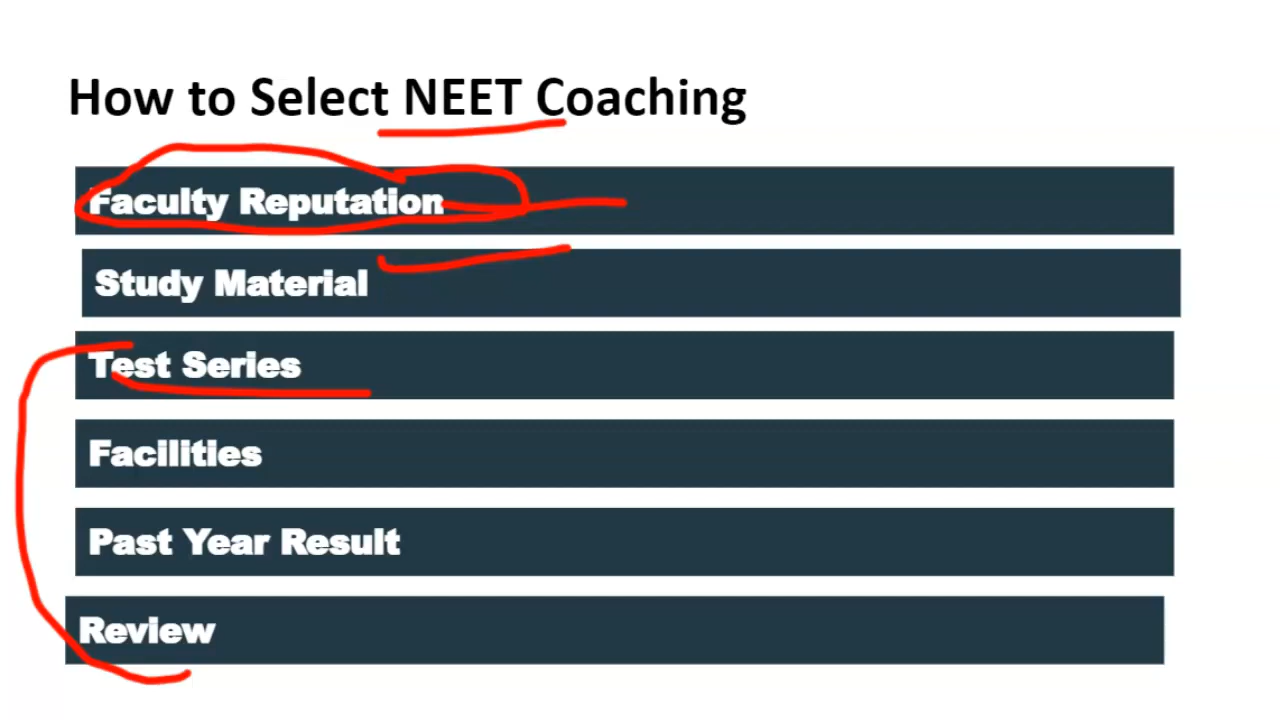 How to Select NEET Coaching
Faculty Reputation
Study Material
Test Series
Facilities
Past Year Result
Review